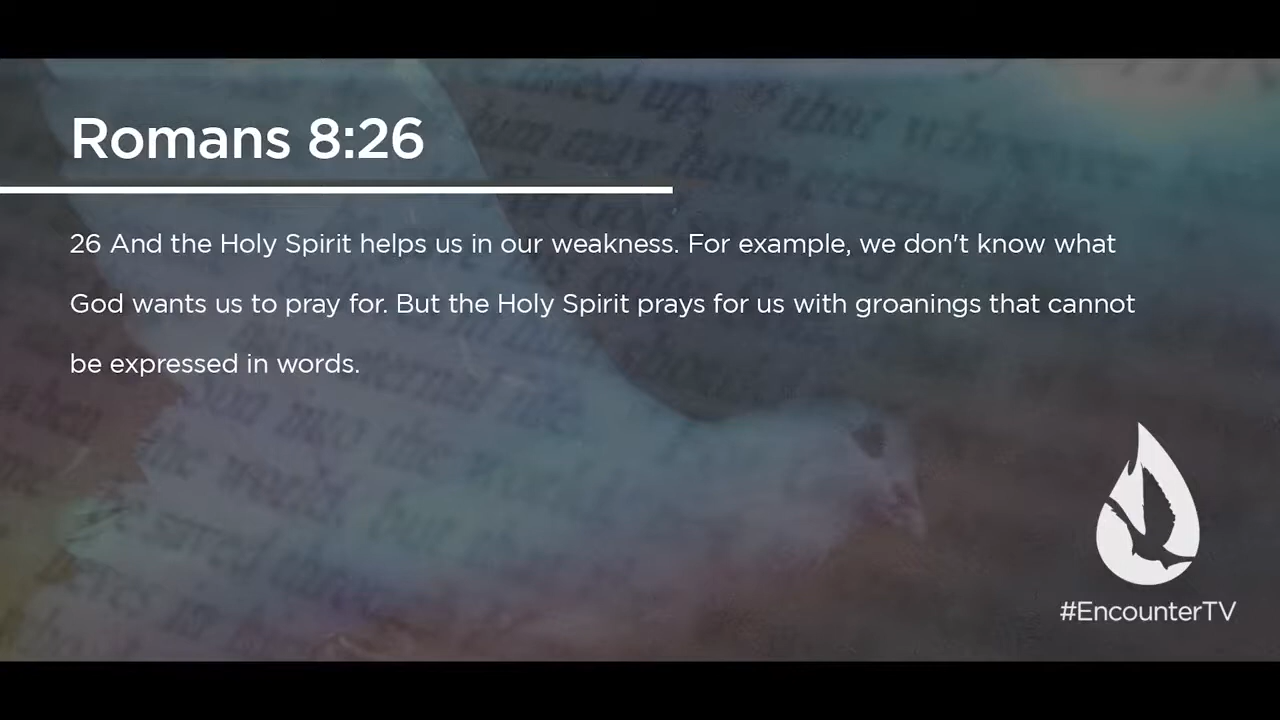 Romans 8:26
26 And the Holy Spirit helps us in our weakness. For example, we don't know what
God wants us to pray for. But the Holy Spirit prays for us with groanings that cannot
be expressed in words.
#EncounterTV